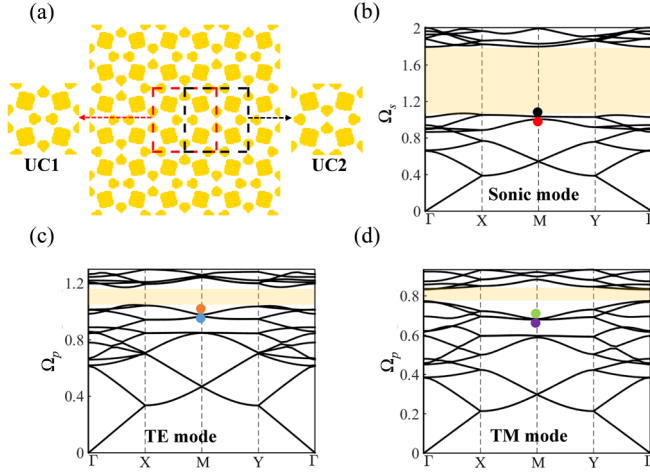 (a)
UC1
UC2
(b)
2
1.6
1.2
0.8
0.4
0
Ωs
Sonic mode
Γ X M Y Γ
(c)
1.2
0.8
0.4
0
Ωp
TE mode
Γ X M Y Γ
(d)
0.8
0.6
0.4
0.2
0
Ωp
TM mode
Γ X M Y Γ